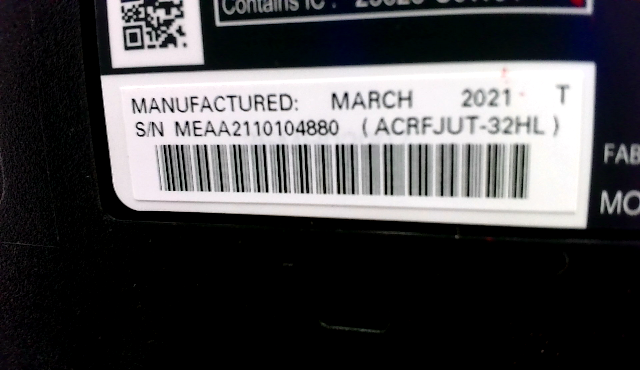 Contains IC :
MANUFACTURED: MARCH 2021 T
S/N MEAA2110104880 ( ACRFJUT-32HL )
FAB
MO